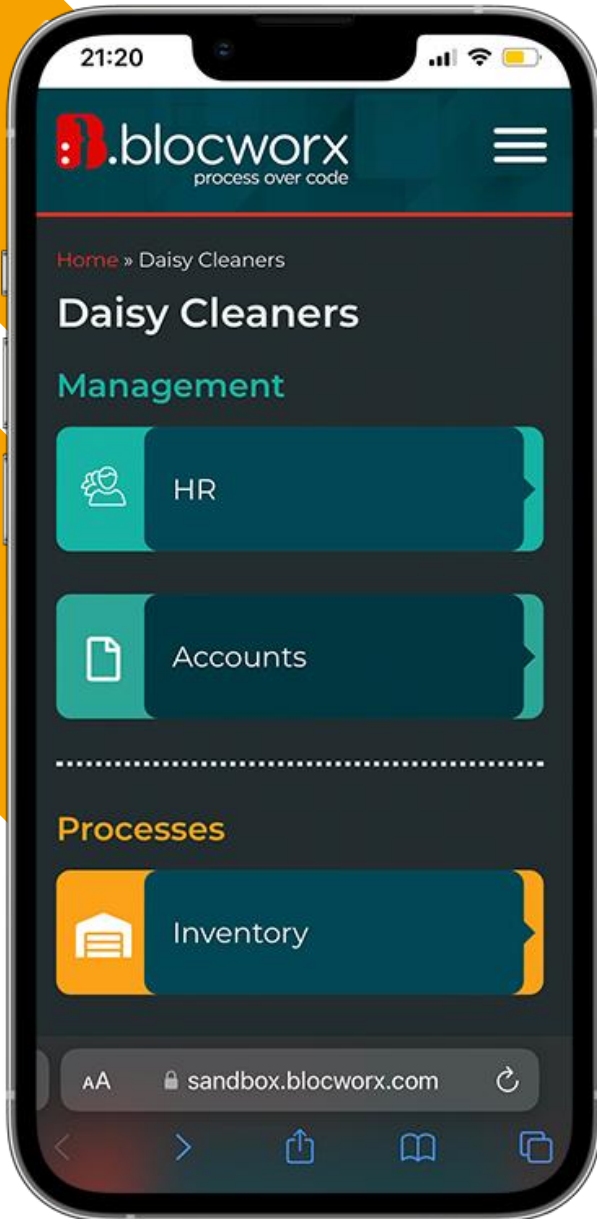 21:20
.blocworx
process over code
Home » Daisy Cleaners
Daisy Cleaners
Management
HR
Accounts
Processes
Inventory
AA
sandbox.blocworx.com